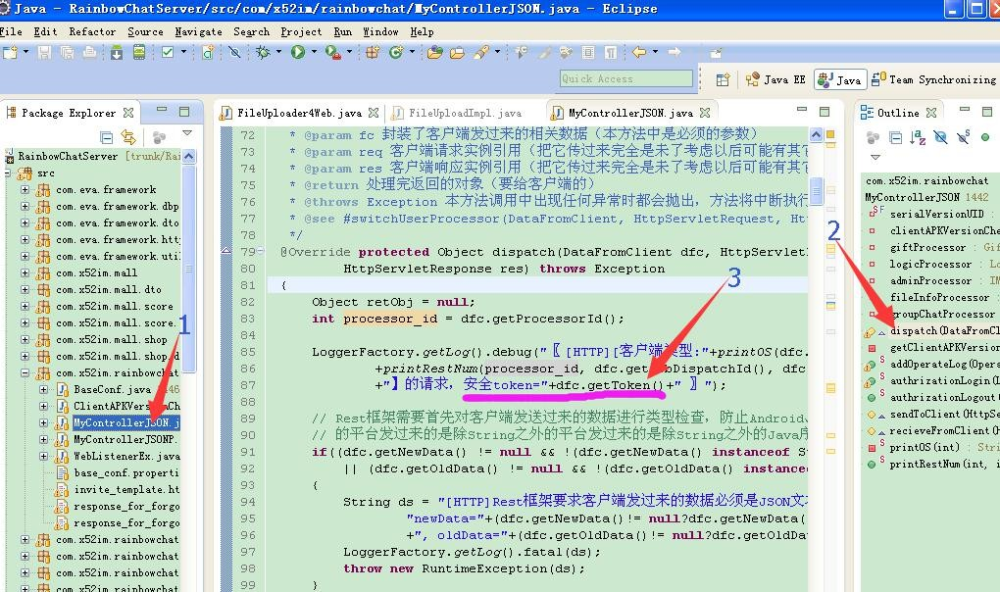 Java - RainbowChatServer/src/com/x52im/rainbowchat/MyControllerJSON.java - Eclipse
File Edit Refactor Source Navigate Search Project Run Window Help
Quick Access
Java EE
Java
Team Synchronizing
Package Explorer
FileUploader4Web.java
FileUploadImpl.java
MyControllerJSON.java
Outline
RainbowChatServer [trunk/Rai
src
com.eva.framework
com.eva.framework.dbp
com.eva.framework.dto
com.eva.framework.htt
com.eva.framework.uti
com.x52im.mall
com.x52im.mall.dto
com.x52im.mall.score
com.x52im.mall.score.
com.x52im.mall.shop
com.x52im.mall.shop.d
com.x52im.rainbowchat
BaseConf.java
ClientAPKVersionCh
MyControllerJSON.j
MyControllerJSONP.
WebListenerEx.java
base_conf.properti
invite_template.ht
response_for_forgo
response_for_forgo
com.x52im.rainbowchat
com.x52im.rainbowchat
com.x52im.rainbowchat
com.x52im.rainbowchat
1
72 * @param fc 封装了客户端发过来的相关数据（本方法中是必须的参数）
73 * @param req 客户端请求实例引用（把它传过来完全是未了考虑以后可能有其它
74 * @param res 客户端响应实例引用（把它传过来完全是未了考虑以后可能有其它
75 * @return 处理完返回的对象（要给客户端的）
76 * @throws Exception 本方法调用中出现任何异常时都会抛出，方法将中断执行
77 * @see #switchUserProcessor(DataFromClient, HttpServletRequest, Ht
78 */
79 @Override protected Object dispatch(DataFromClient dfc, HttpServletR
80 HttpServletResponse res) throws Exception
81 {
82 Object retObj = null;
83 int processor_id = dfc.getProcessorId();
84
85 LoggerFactory.getLog().debug("〖[HTTP][客户端类型:"+printOS(dfc.
86 +printRestNum(processor_id, dfc.getJobDispatchId(), dfc
87 +"】的请求，安全token="+dfc.getToken()+" 〗");
88
89 // Rest框架需要首先对客户端发送过来的数据进行类型检查，防止Android、
90 // 的平台发过来的是除String之外的平台发过来的是除String之外的Java序
91 if((dfc.getNewData() != null && !(dfc.getNewData() instanceof St
92 || (dfc.getOldData() != null && !(dfc.getOldData() instance
93 {
94 String ds = "[HTTP]Rest框架要求客户端发过来的数据必须是JSON文本
95 "newData="+(dfc.getNewData()!= null?dfc.getNewData(
96 +", oldData="+(dfc.getOldData()!= null?dfc.getOldDa
97 LoggerFactory.getLog().fatal(ds);
98 throw new RuntimeException(ds);
99 }
3
2
com.x52im.rainbowchat
MyControllerJSON 1442
serialVersionUID :
clientAPKVersionChe
giftProcessor : Gif
logicProcessor : Lo
adminProcessor : IM
fileInfoProcessor :
groupChatProcessor
dispatch(DataFromCl
getClientAPKVersion
addOperateLog(Opera
authrizationLogin(L
authrizationLogout(
sendToClient(HttpSe
recieveFromClient(H
printOS(int) : Stri
printRestNum(int, i